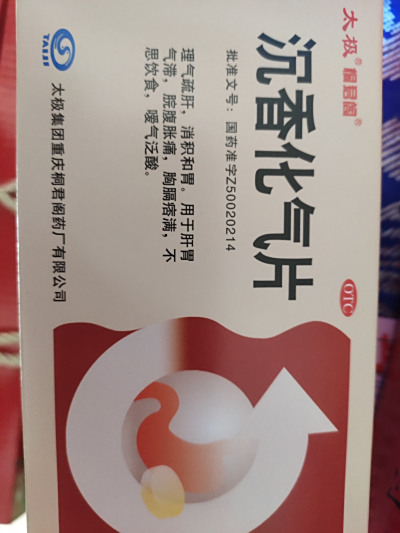 太极® 桐君阁®
沉香化气片
OTC
批准文号：国药准字Z50020214
理气疏肝，消积和胃。用于肝胃
气滞，脘腹胀痛，胸膈痞满，不
思饮食，嗳气泛酸。
TAIJI
太极集团重庆桐君阁药厂有限公司